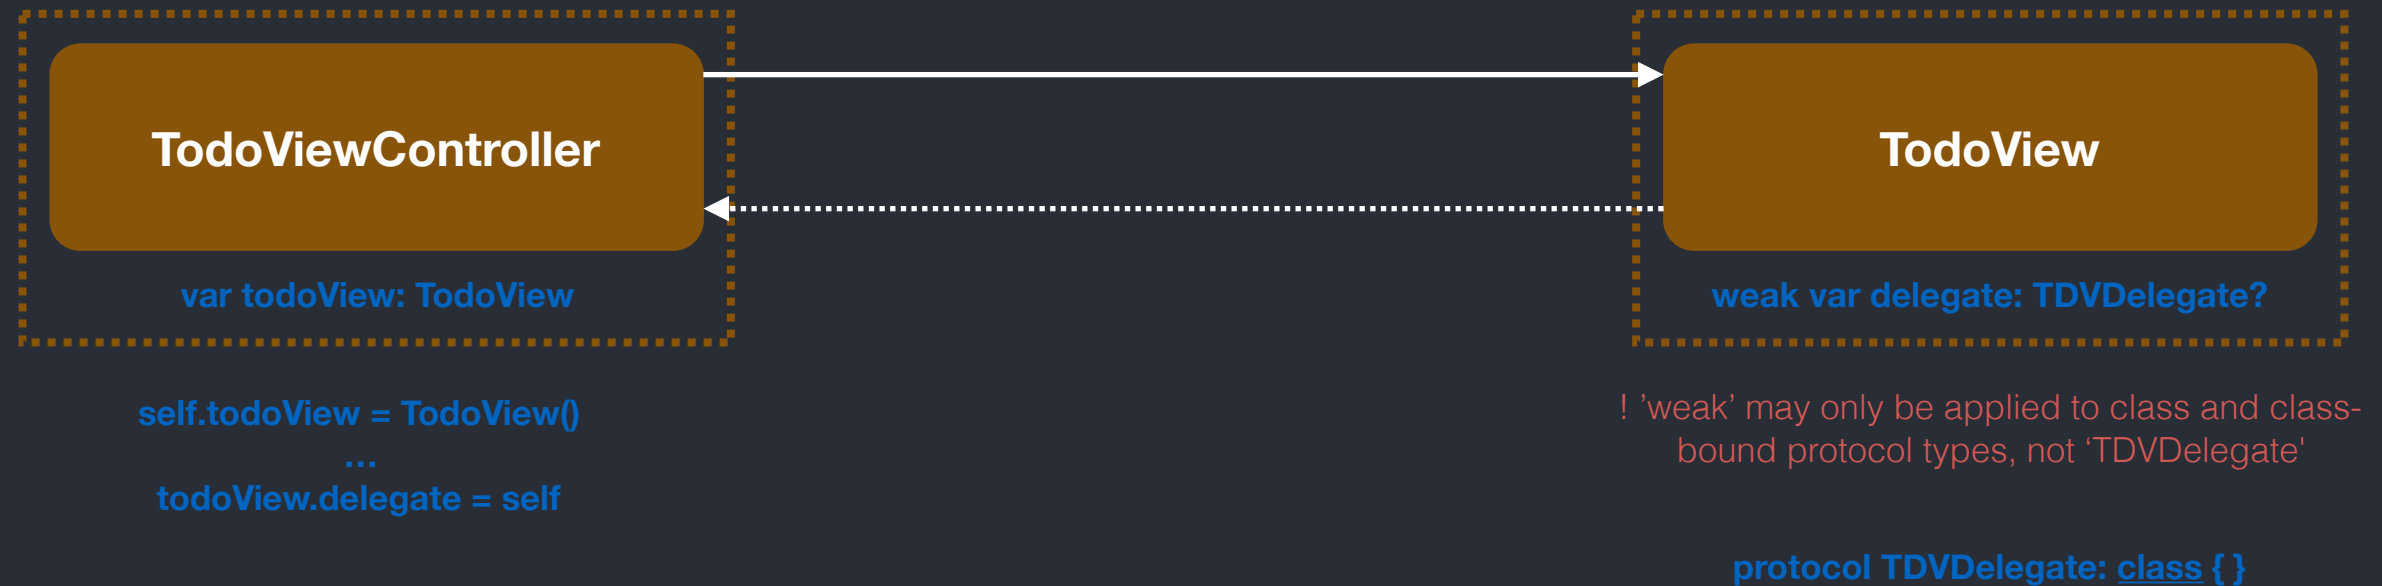 TodoViewController
TodoView
var todoView: TodoView
weak var delegate: TDVDelegate?
self.todoView = TodoView()
...
todoView.delegate = self
! ’weak’ may only be applied to class and class-
bound protocol types, not ‘TDVDelegate'
protocol TDVDelegate: class { }